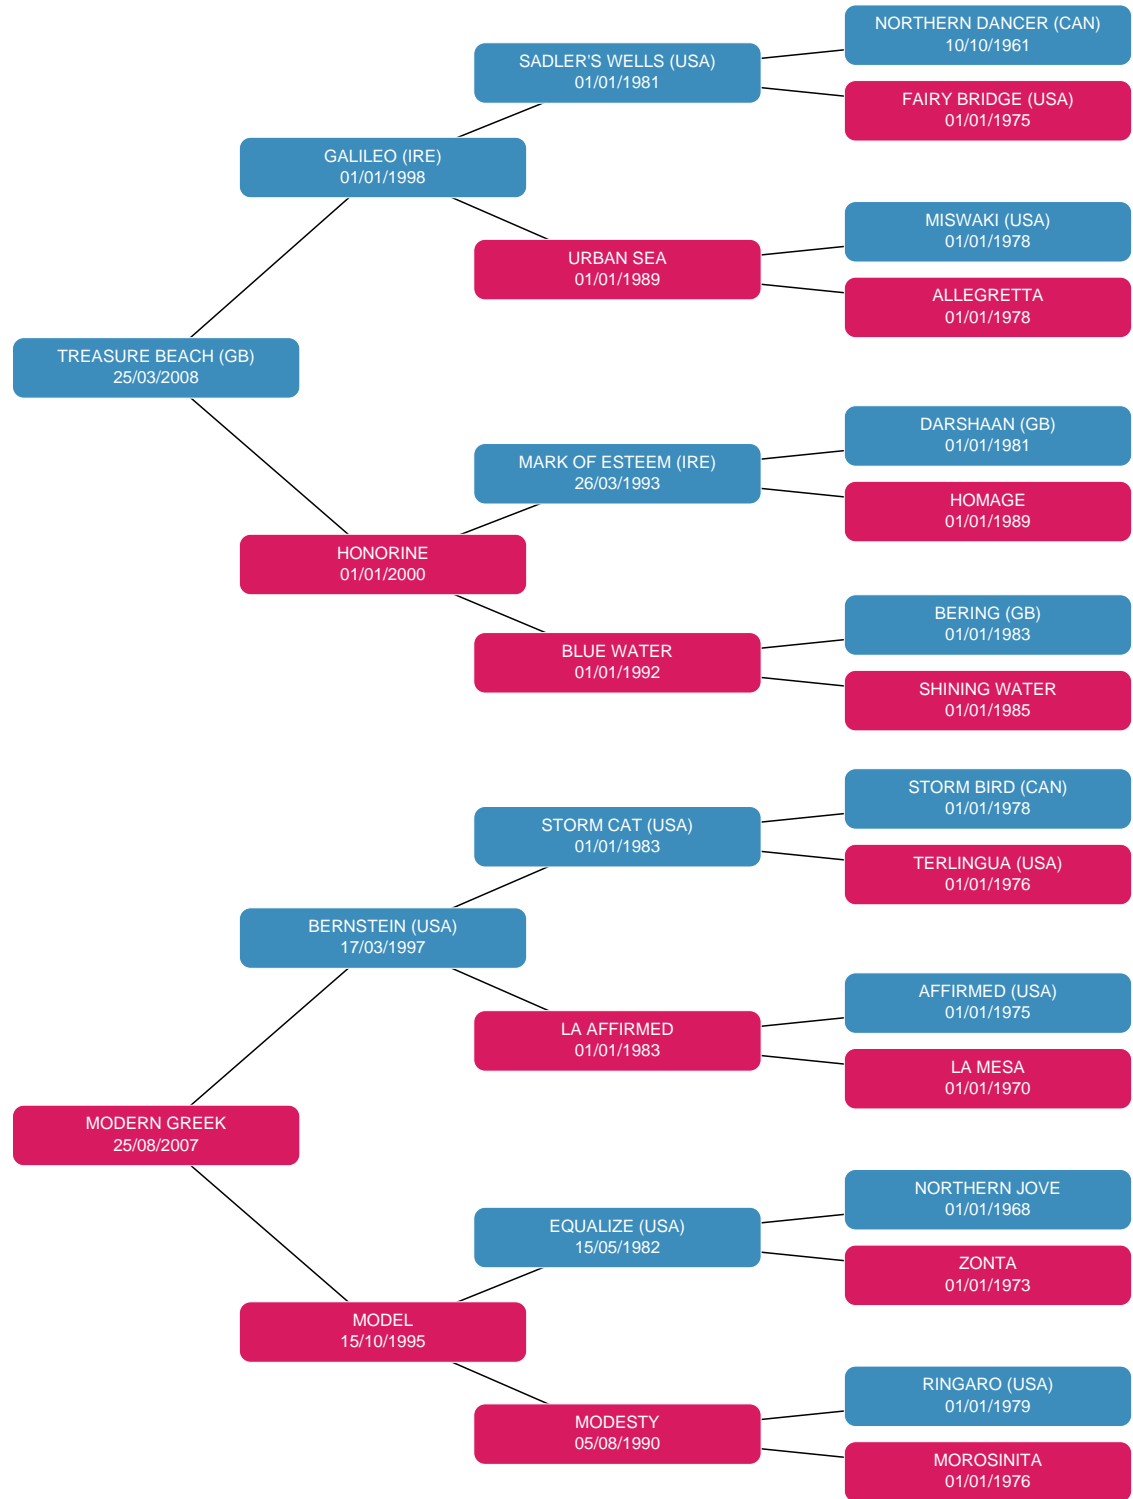 NORTHERN DANCER (CAN)
10/10/1961
SADLER'S WELLS (USA)
01/01/1981
FAIRY BRIDGE (USA)
01/01/1975
GALILEO (IRE)
01/01/1998
MISWAKI (USA)
01/01/1978
URBAN SEA
01/01/1989
ALLEGRETTA
01/01/1978
TREASURE BEACH (GB)
25/03/2008
DARSHAAN (GB)
01/01/1981
MARK OF ESTEEM (IRE)
26/03/1993
HOMAGE
01/01/1989
HONORINE
01/01/2000
BERING (GB)
01/01/1983
BLUE WATER
01/01/1992
SHINING WATER
01/01/1985
STORM BIRD (CAN)
01/01/1978
STORM CAT (USA)
01/01/1983
TERLINGUA (USA)
01/01/1976
BERNSTEIN (USA)
17/03/1997
AFFIRMED (USA)
01/01/1975
LA AFFIRMED
01/01/1983
LA MESA
01/01/1970
MODERN GREEK
25/08/2007
NORTHERN JOVE
01/01/1968
EQUALIZE (USA)
15/05/1982
ZONTA
01/01/1973
MODEL
15/10/1995
RINGARO (USA)
01/01/1979
MODESTY
05/08/1990
MOROSINITA
01/01/1976